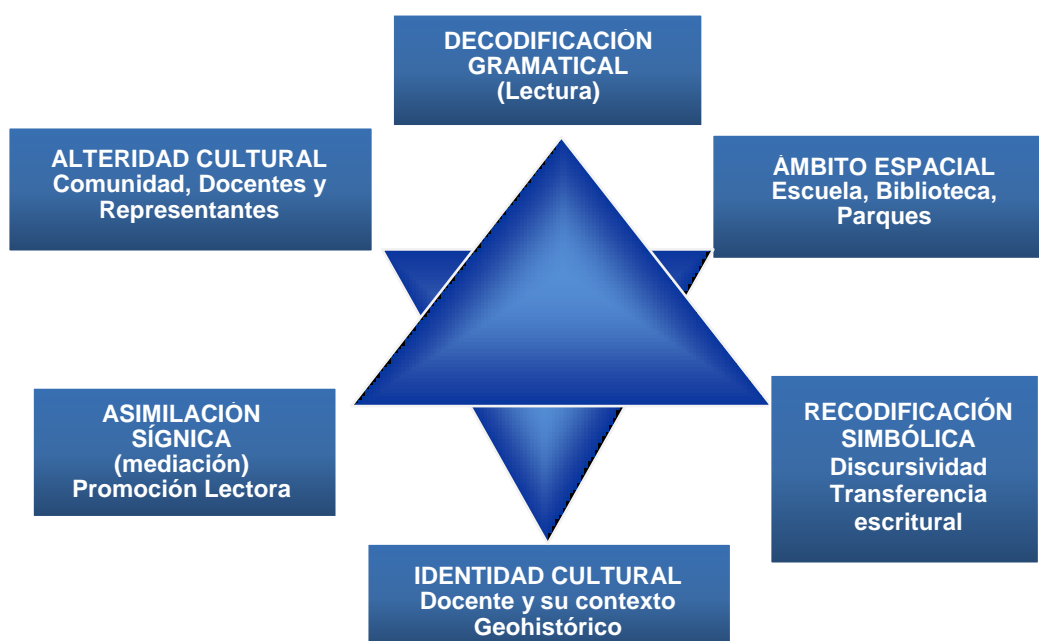 DECODIFICACIÓN
GRAMATICAL
(Lectura)
ALTERIDAD CULTURAL
Comunidad, Docentes y
Representantes
ÁMBITO ESPACIAL
Escuela, Biblioteca,
Parques
ASIMILACIÓN
SÍGNICA
(mediación)
Promoción Lectora
RECODIFICACIÓN
SIMBÓLICA
Discursividad
Transferencia
escritural
IDENTIDAD CULTURAL
Docente y su contexto
Geohistórico